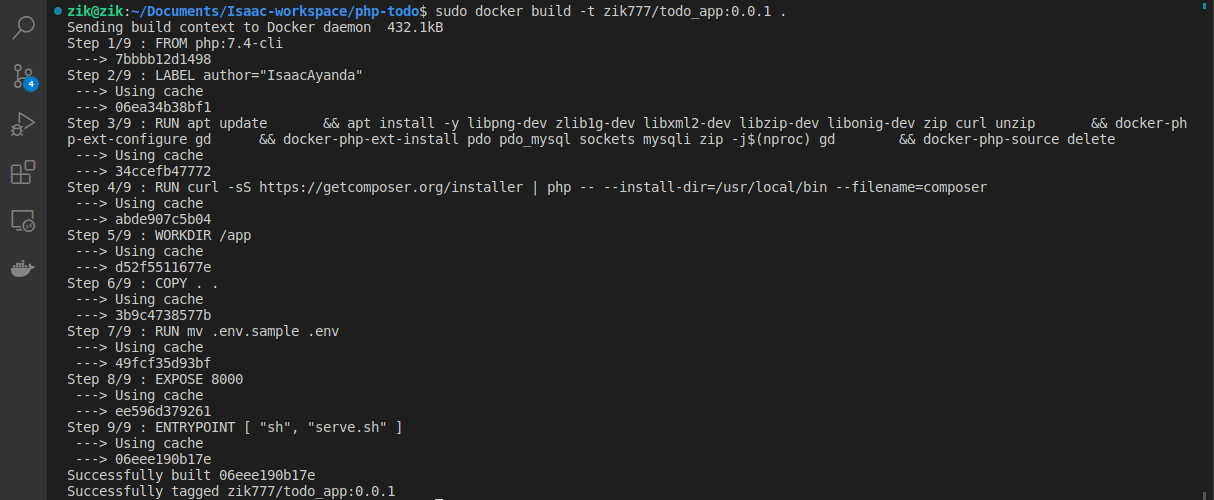 zik@zik:~/Documents/Isaac-workspace/php-todo$ sudo docker build -t zik777/todo_app:0.0.1 .
Sending build context to Docker daemon  432.1kB
Step 1/9 : FROM php:7.4-cli
 ---> 7bbbb12d1498
Step 2/9 : LABEL author="IsaacAyanda"
 ---> Using cache
 ---> 06ea34b38bf1
Step 3/9 : RUN apt update       && apt install -y libpng-dev zlib1g-dev libxml2-dev libzip-dev libonig-dev zip curl unzip       && docker-ph
p-ext-configure gd      && docker-php-ext-install pdo pdo_mysql sockets mysqli zip -j$(nproc) gd        && docker-php-source delete
 ---> Using cache
 ---> 34ccefb47772
Step 4/9 : RUN curl -sS https://getcomposer.org/installer | php -- --install-dir=/usr/local/bin --filename=composer
 ---> Using cache
 ---> abde907c5b04
Step 5/9 : WORKDIR /app
 ---> Using cache
 ---> d52f5511677e
Step 6/9 : COPY . .
 ---> Using cache
 ---> 3b9c4738577b
Step 7/9 : RUN mv .env.sample .env
 ---> Using cache
 ---> 49fcf35d93bf
Step 8/9 : EXPOSE 8000
 ---> Using cache
 ---> ee596d379261
Step 9/9 : ENTRYPOINT [ "sh", "serve.sh" ]
 ---> Using cache
 ---> 06eee190b17e
Successfully built 06eee190b17e
Successfully tagged zik777/todo_app:0.0.1
4